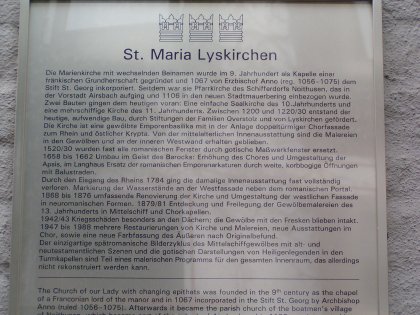 St. Maria Lyskirchen
Die Marienkirche mit wechselnden Beinamen wurde im 9. Jahrhundert als Kapelle einer
fränkischen Grundherrschaft gegründet und 1067 von Erzbischof Anno (reg. 1056-1075) dem
Stift St. Georg inkorporiert. Seitdem war sie Pfarrkirche des Schifferdorfs Noithusen, das in
der Vorstadt Airsbach aufging und 1106 in den neuen Stadtmauerbering einbezogen wurde.
Zwei Bauten gingen dem heutigen voran: Eine einfache Saalkirche des 10. Jahrhunderts und
eine mehrschiffige Kirche des 11. Jahrhunderts. Zwischen 1200 und 1220/30 entstand der
heutige, aufwendige Bau, durch Stiftungen der Familien Overstolz und von Lyskirchen gefördert.
Die Kirche ist eine gewölbte Emporenbasilika mit in der Anlage doppeltürmiger Chorfassade
zum Rhein und östlicher Krypta. Von der mittelalterlichen Innenausstattung sind die Malereien
in den Gewölben und an der inneren Westwand erhalten geblieben.
1520/30 wurden fast alle romanischen Fenster durch gotische Maßwerkfenster ersetzt.
1658 bis 1662 Umbau im Geist des Barocks: Erhöhung des Chores und Umgestaltung der
Apsis, im Langhaus Ersatz der romanischen Emporenarkaturen durch weite, korbbogige Öffnungen
mit Balustraden.
Durch den Eisgang des Rheins 1784 ging die damalige Innenausstattung fast vollständig
verloren. Markierung der Wasserstände an der Westfassade neben dem romanischen Portal.
1868 bis 1876 umfassende Renovierung der Kirche und Umgestaltung der westlichen Fassade
in neuromanischen Formen. 1879/81 Entdeckung und Freilegung der Gewölbemalereien des
13. Jahrhunderts in Mittelschiff und Chorkapellen.
1942/43 Kriegsschäden besonders an den Dächern; die Gewölbe mit den Fresken blieben intakt.
1947 bis 1988 mehrere Restaurierungen von Kirche und Malereien, neue Ausstattungen im
Chor, sowie eine neue Farbfassung des Äußeren nach Originalbefund.
Der einzigartige spätromanische Bilderzyklus des Mittelschiffgewölbes mit alt- und
neutestamentlichen Szenen und die gotischen Darstellungen von Heiligenlegenden in den
Turmkapellen sind Teil eines malerischen Programms für den gesamten Innenraum, das allerdings
nicht rekonstruiert werden kann.
The Church of our Lady with changing epithets was founded in the 9th century as the chapel
of a Franconian lord of the manor and in 1067 incorporated in the Stift St. Georg by Archbishop
Anno (ruled 1056-1075). Afterwards it became the parish church of the boatmen's village